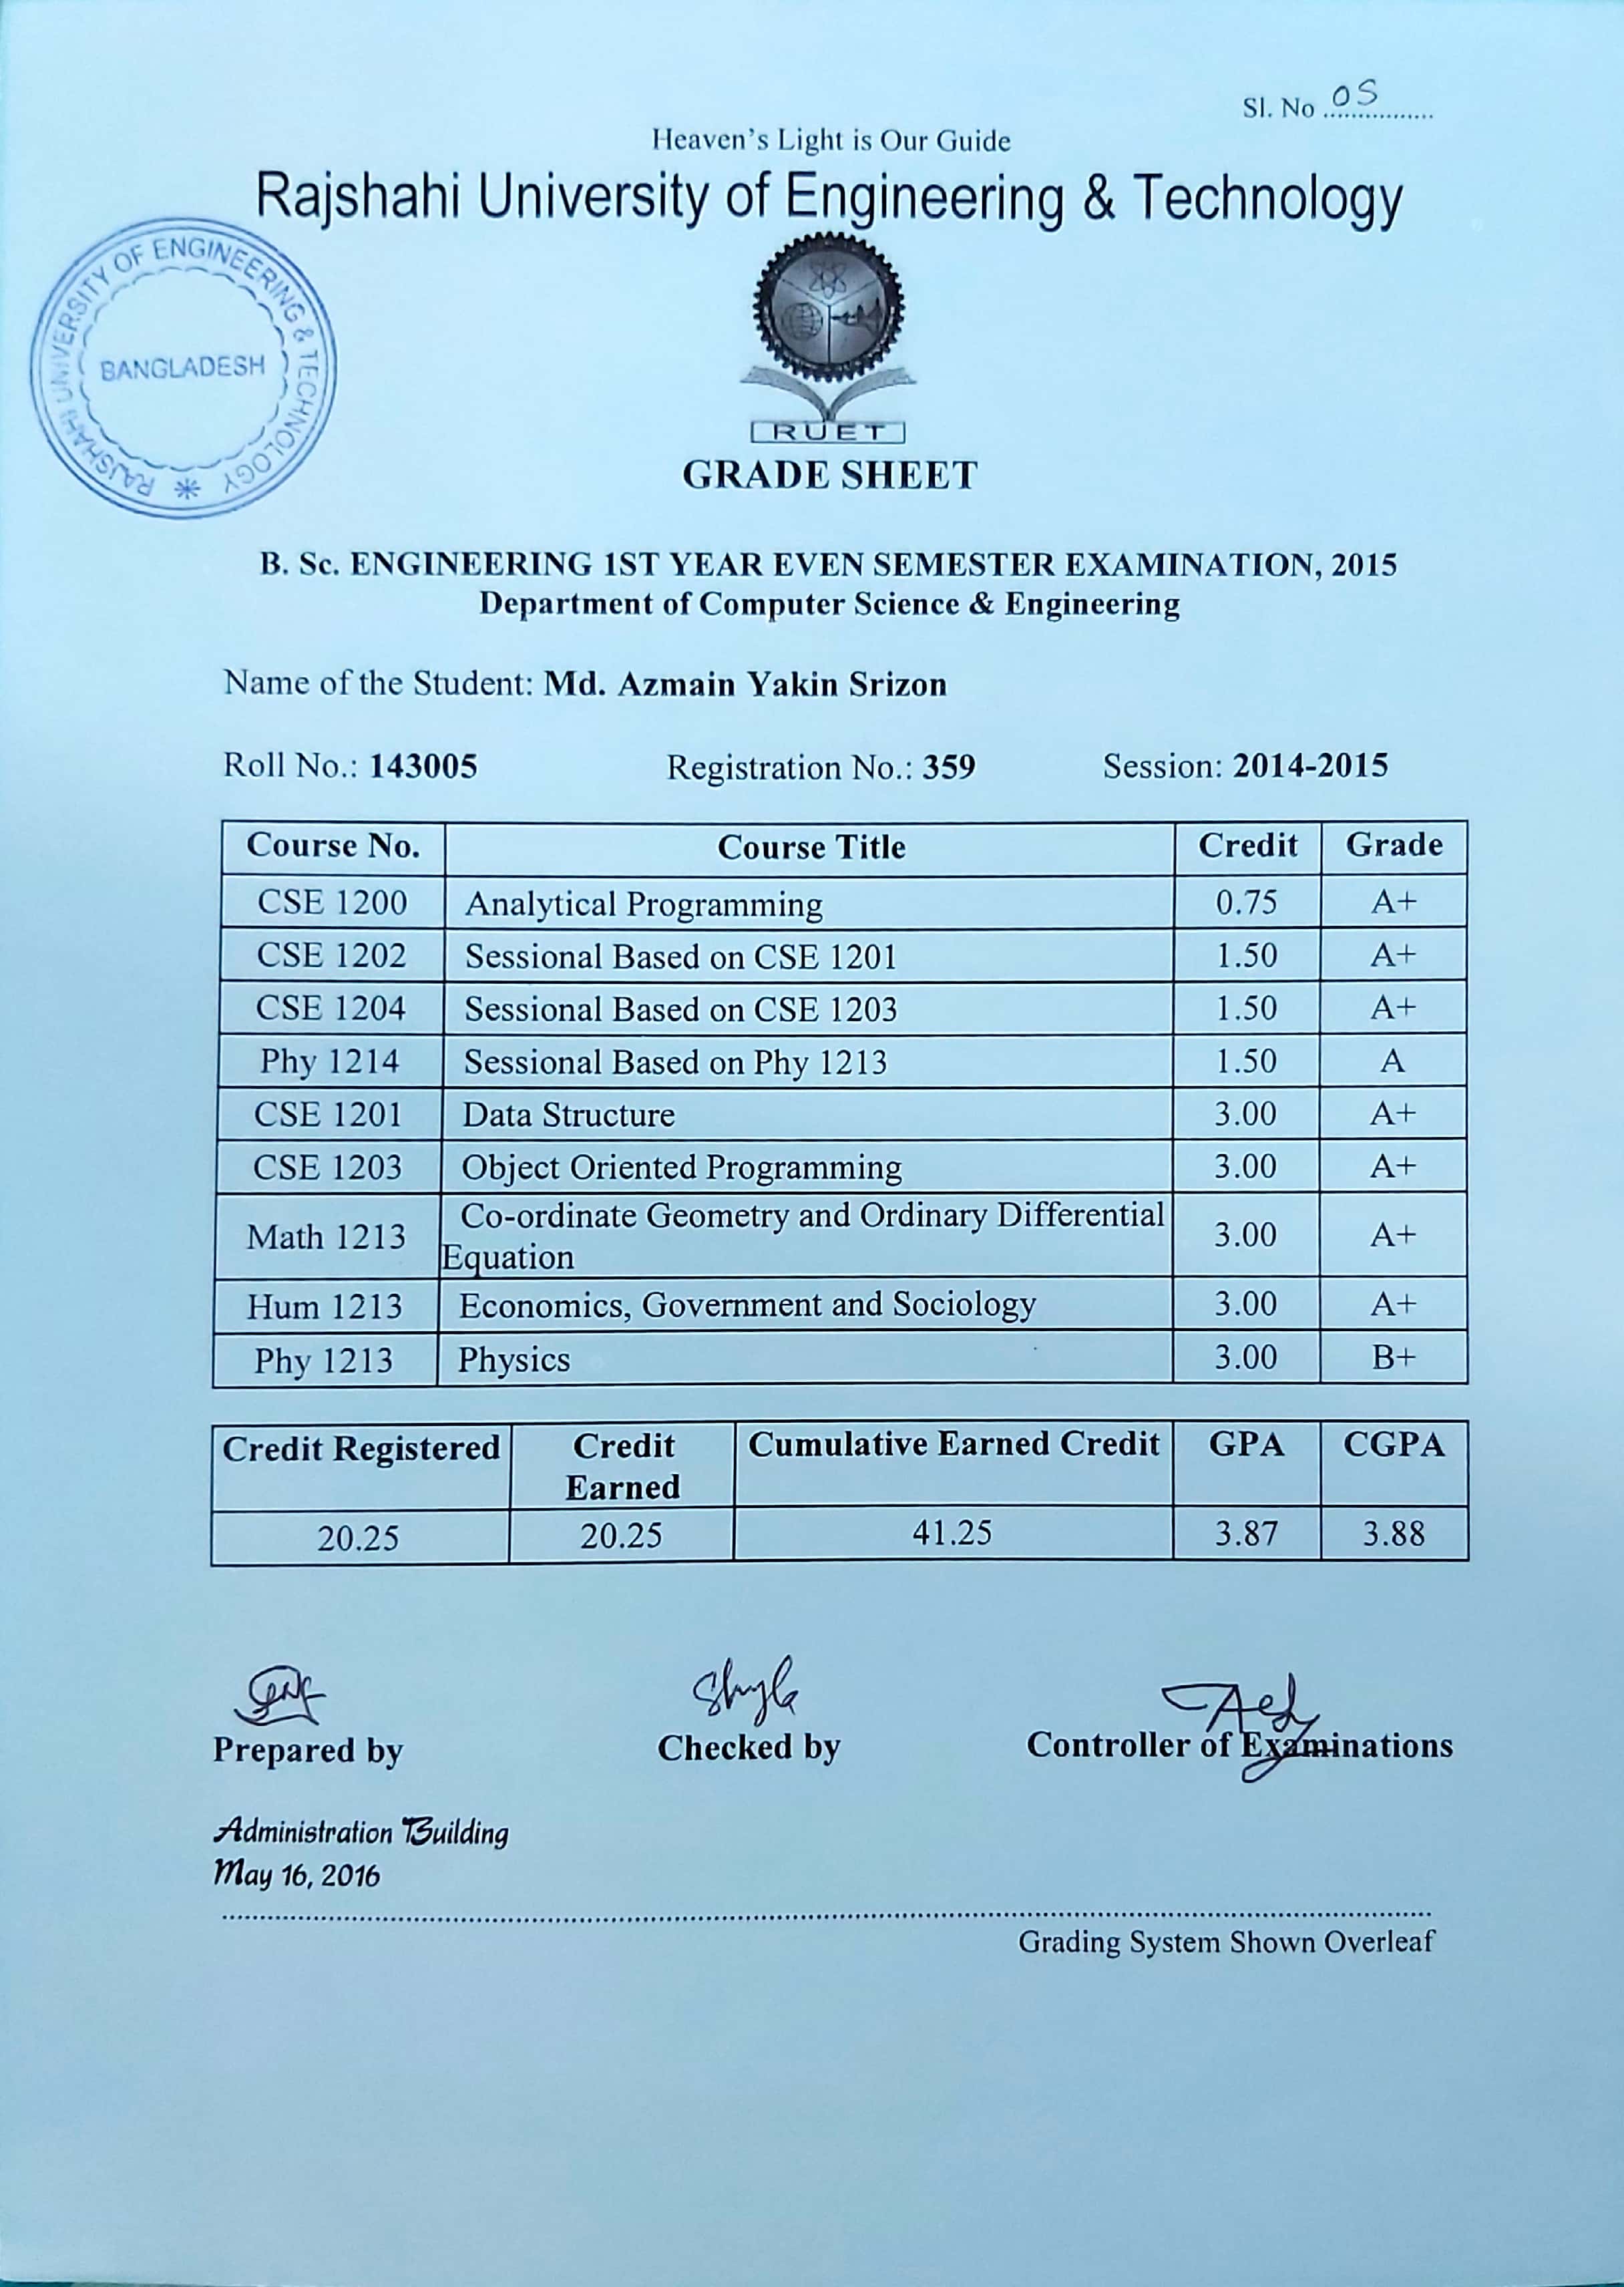 Sl. No 05
Heaven's Light is Our Guide
Rajshahi University of Engineering & Technology
RAJSHAHI UNIVERSITY OF ENGINEERING & TECHNOLOGY
BANGLADESH
RUET
GRADE SHEET
B. Sc. ENGINEERING 1ST YEAR EVEN SEMESTER EXAMINATION, 2015
Department of Computer Science & Engineering
Name of the Student: Md. Azmain Yakin Srizon
Roll No.: 143005 Registration No.: 359 Session: 2014-2015
Course No. Course Title Credit Grade
CSE 1200 Analytical Programming 0.75 A+
CSE 1202 Sessional Based on CSE 1201 1.50 A+
CSE 1204 Sessional Based on CSE 1203 1.50 A+
Phy 1214 Sessional Based on Phy 1213 1.50 A
CSE 1201 Data Structure 3.00 A+
CSE 1203 Object Oriented Programming 3.00 A+
Math 1213 Co-ordinate Geometry and Ordinary Differential
Equation 3.00 A+
Hum 1213 Economics, Government and Sociology 3.00 A+
Phy 1213 Physics 3.00 B+
Credit Registered Credit Cumulative Earned Credit GPA CGPA
Earned
20.25 20.25 41.25 3.87 3.88
Prepared by Checked by Controller of Examinations
Administration Building
May 16, 2016
Grading System Shown Overleaf